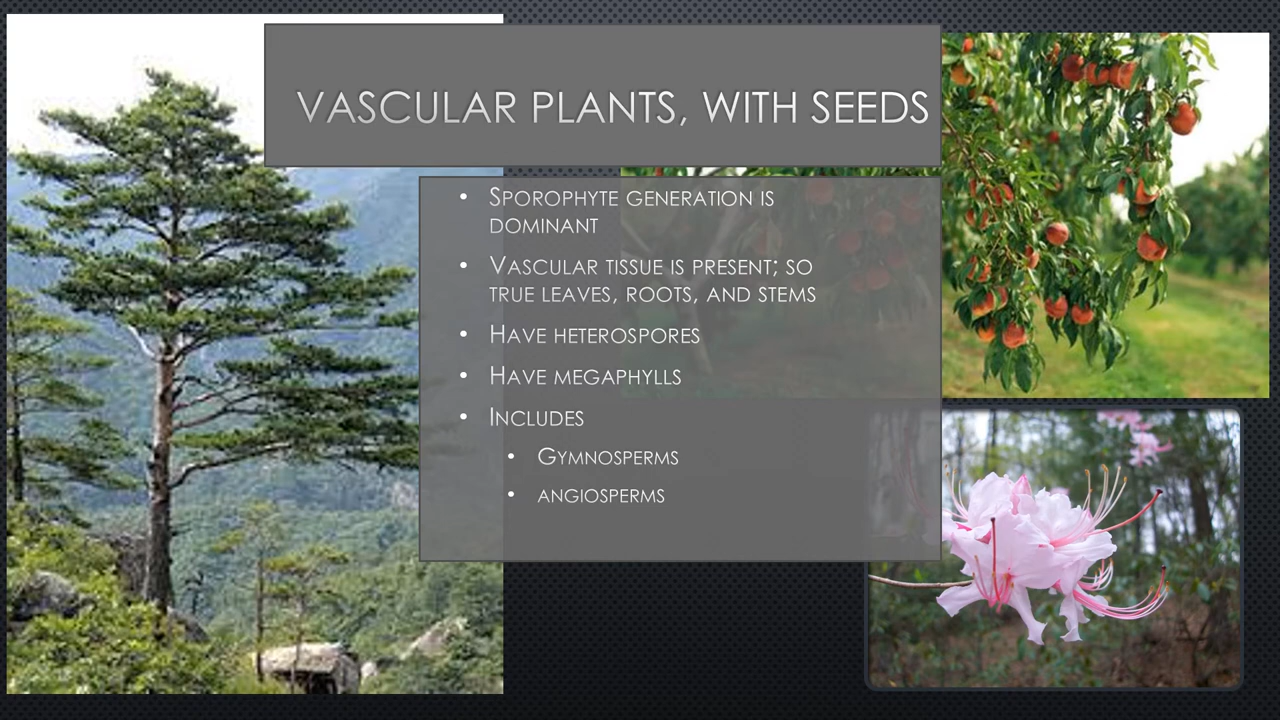 VASCULAR PLANTS, WITH SEEDS
• SPOROPHYTE GENERATION IS
DOMINANT
• VASCULAR TISSUE IS PRESENT; SO
TRUE LEAVES, ROOTS, AND STEMS
• HAVE HETEROSPORES
• HAVE MEGAPHYLLS
• INCLUDES
• GYMNOSPERMS
• ANGIOSPERMS